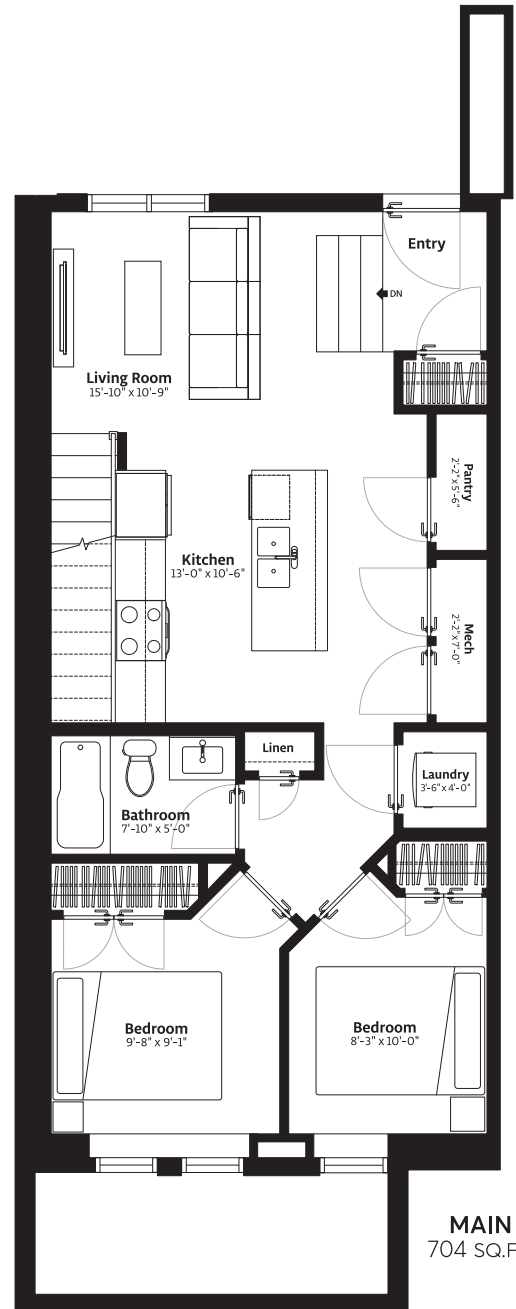 Entry
DN
Living Room
15'-10" x 10'-9"
Pantry
2'-2" x 5'-6"
Kitchen
13'-0" x 10'-6"
Mech
2'-2" x 7'-0"
Linen
Laundry
3'-6" x 4'-0"
Bathroom
7'-10" x 5'-0"
Bedroom
9'-8" x 9'-1"
Bedroom
8'-3" x 10'-0"
MAIN
704 SQ.F